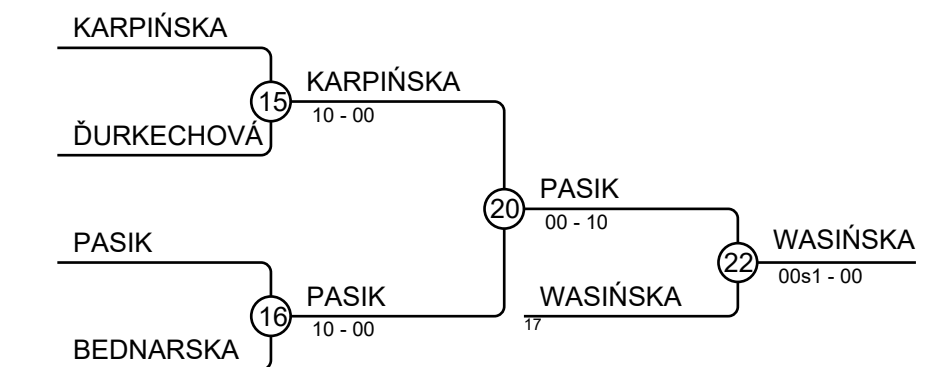 KARPIŃSKA
15
KARPIŃSKA
10 - 00
ĎURKECHOVÁ
20
PASIK
00 - 10
PASIK
22
WASIŃSKA
00s1 - 00
16
PASIK
10 - 00
WASIŃSKA
17
BEDNARSKA